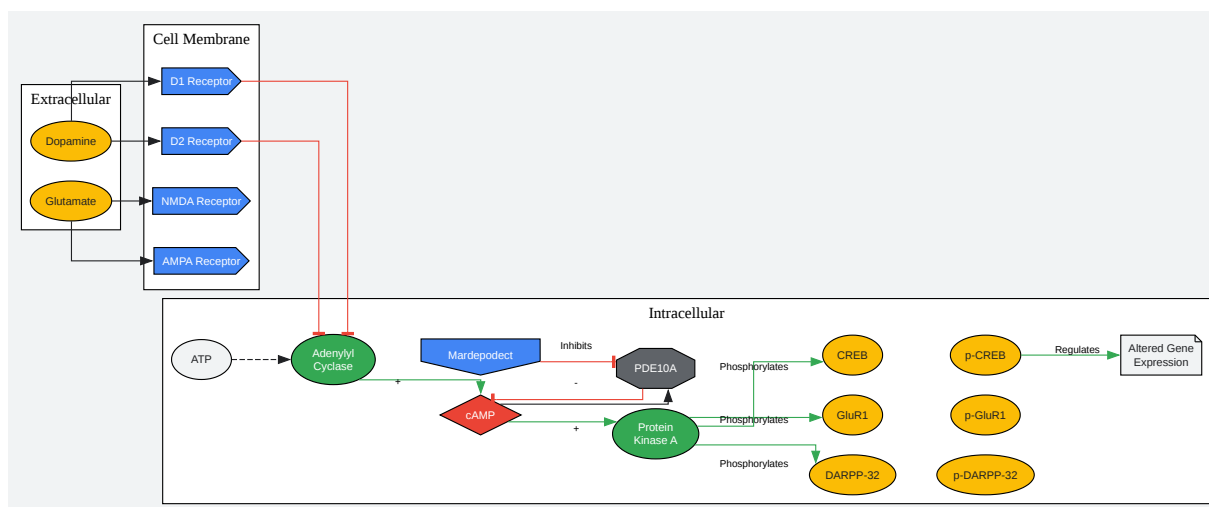 Cell Membrane
D1 Receptor
Extracellular
Dopamine
D2 Receptor
Glutamate
NMDA Receptor
AMPA Receptor
Intracellular
ATP
Adenylyl
Cyclase
Mardepodect
Inhibits
PDE10A
Phosphorylates
CREB
p-CREB
Regulates
Altered Gene
Expression
+
-
cAMP
+
Protein
Kinase A
Phosphorylates
GluR1
p-GluR1
Phosphorylates
DARPP-32
p-DARPP-32